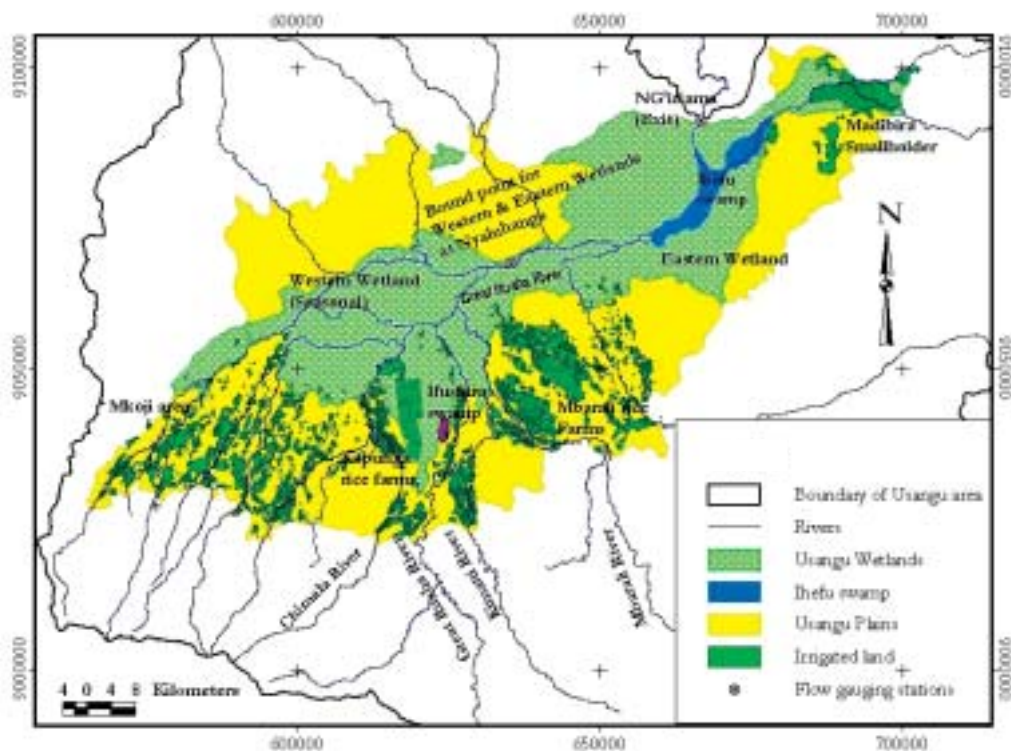 600000
650000
700000
9100000
9100000
NG'iriama
(Exit)
Madibira
Smallholder
Bound point for
Western & Eastern Wetlands
at Nyaluhanga
swamp
N
Eastern Wetland
Western Wetland
(Seasonal)
Great Ruaha River
9050000
9050000
Mkoji area
swamp
Mbarali rice
Farms
Kapunga
rice farms
Chimala River
Great Ruaha River
Kimani River
Mbarali River
Boundary of Usangu area
Rivers
Usangu Wetlands
Ihefu swamp
Usangu Plains
Irrigated land
Flow gauging stations
9000000
9000000
4 0 4 8 Kilometers
600000
650000
700000